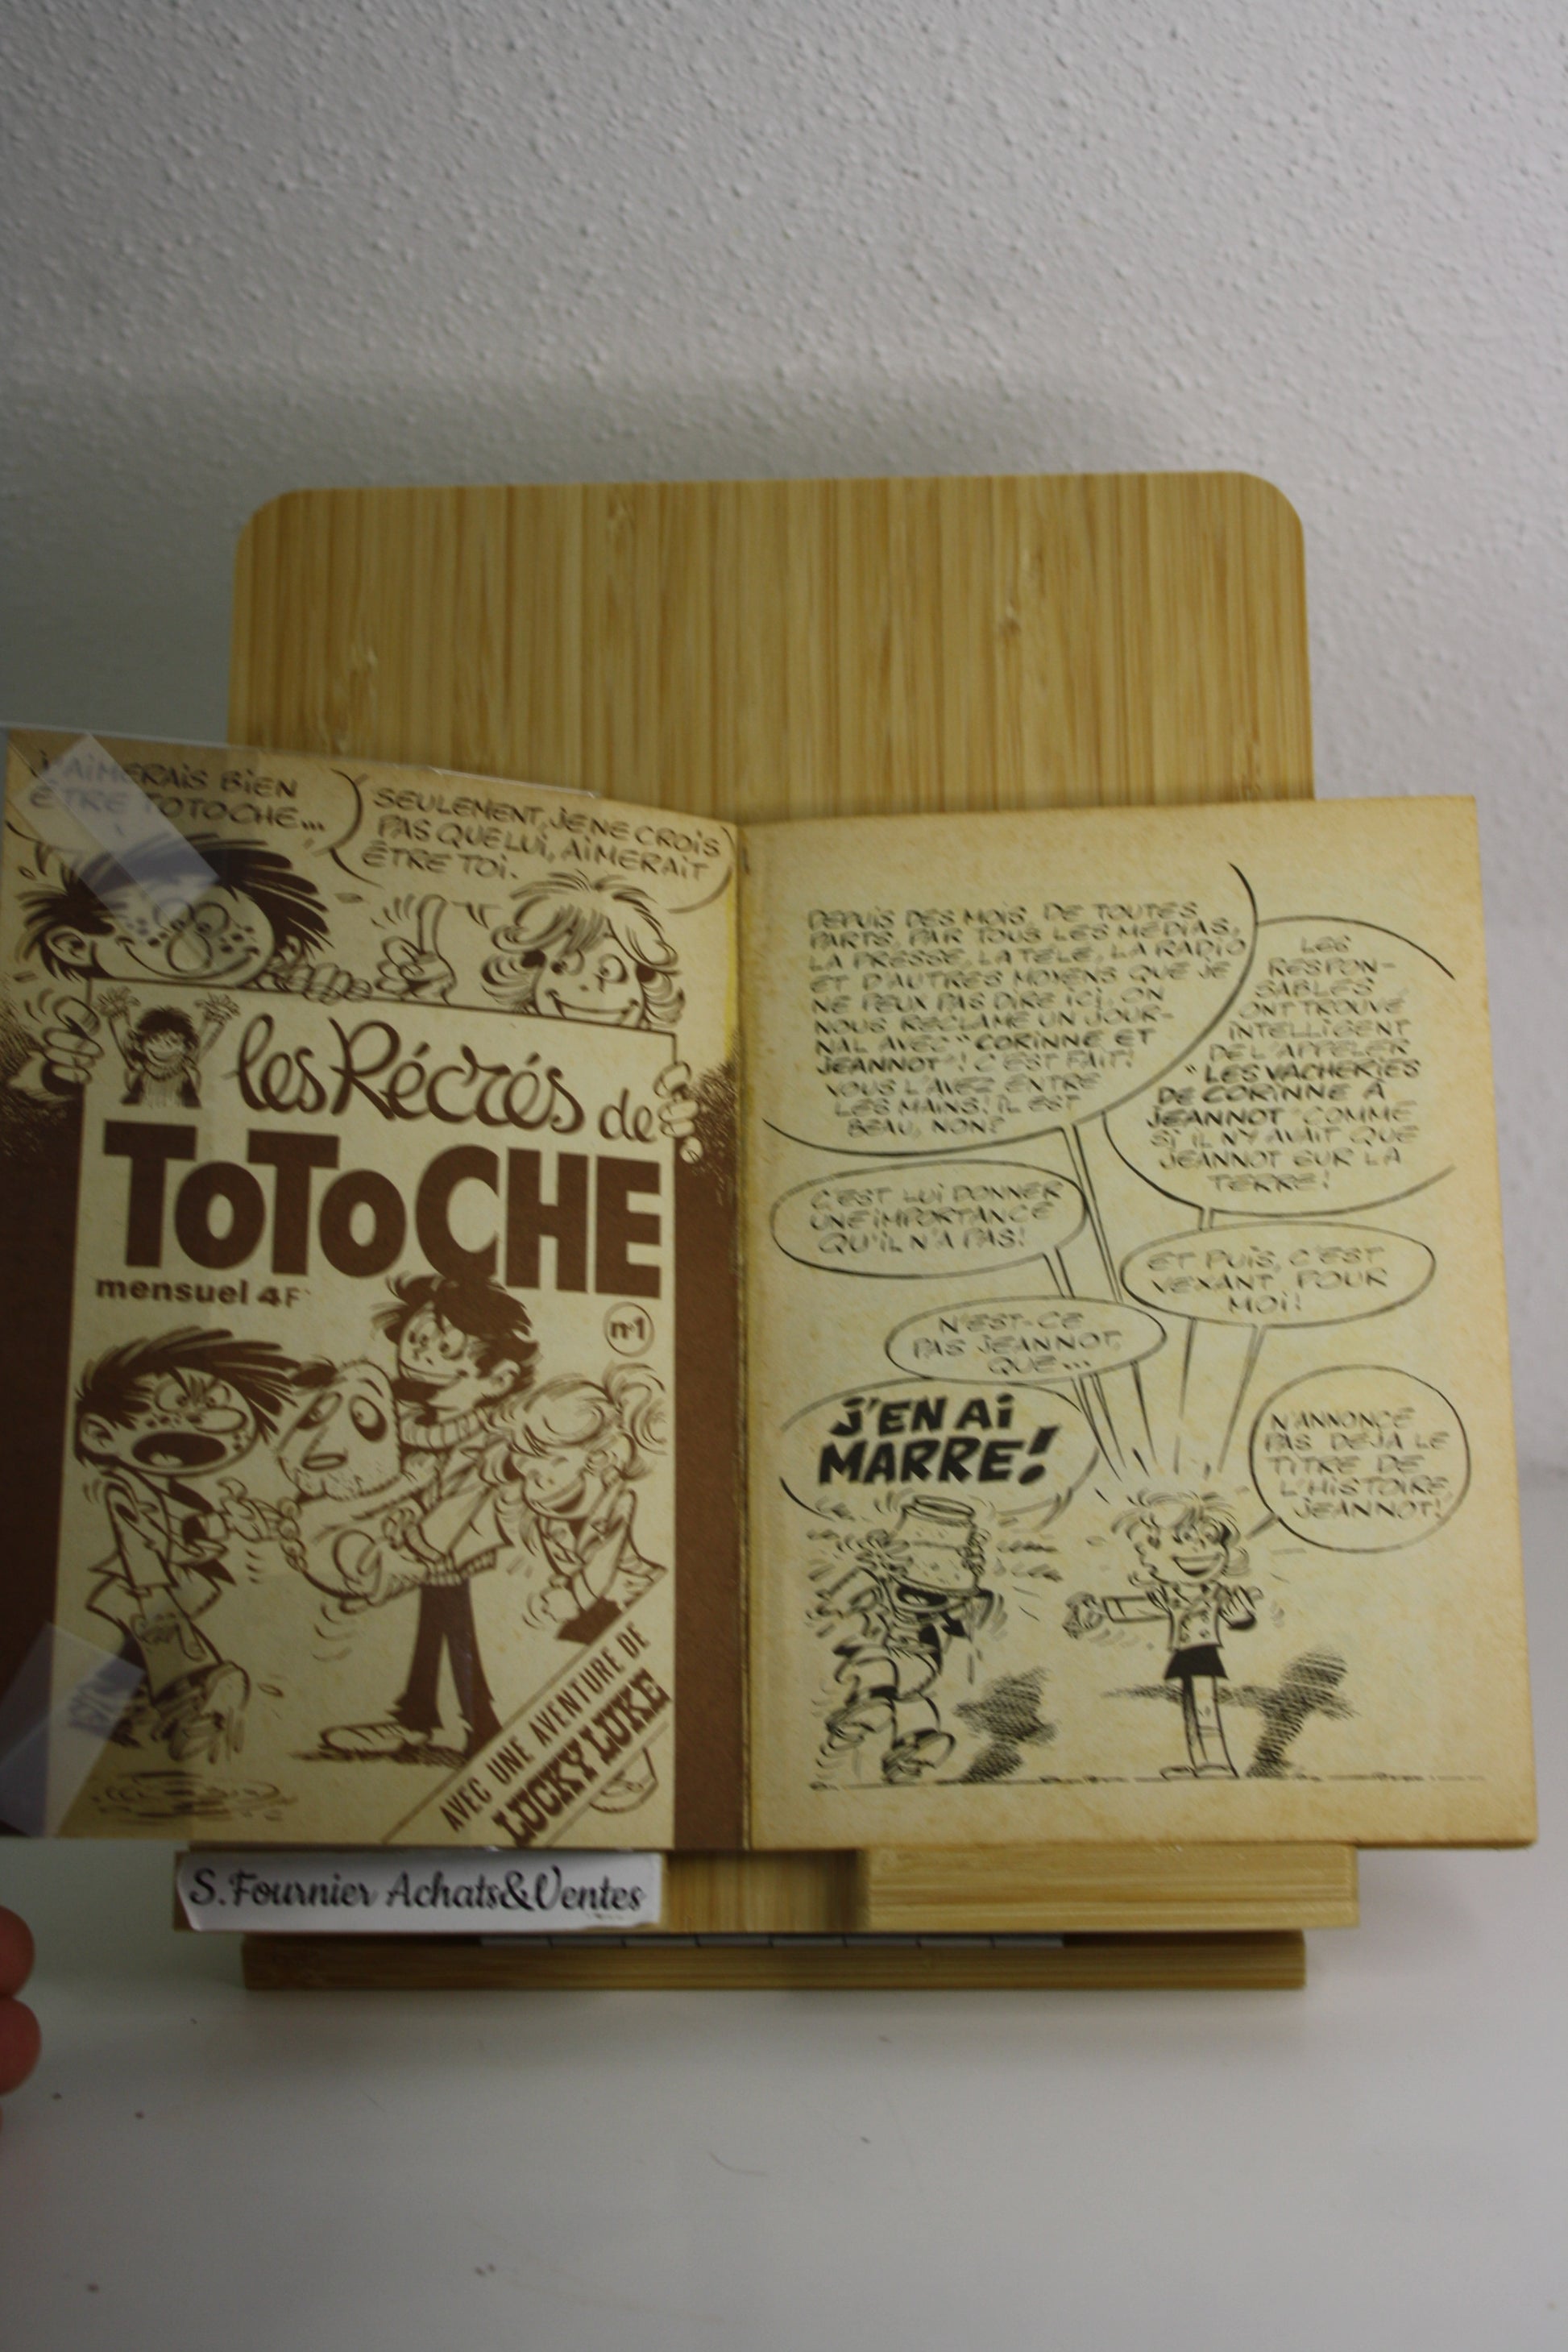 J'AIMERAIS BIEN
ÊTRE TOTOCHE...
SEULEMENT, JE NE CROIS
PAS QUE LUI, AIMERAIT
ÊTRE TOI.
les Récrés de
ToToCHE
mensuel 4F
n°1
AVEC UNE AVENTURE DE
LUCKY LUKE
DEPUIS DES MOIS, DE TOUTES
PARTS, PAR TOUS LES MÉDIAS,
LA PRESSE, LA TÉLÉ, LA RADIO
ET D'AUTRES MOYENS QUE JE
NE PEUX PAS DIRE ICI, ON
NOUS RÉCLAME UN JOUR-
NAL AVEC "CORINNE ET
JEANNOT"! C'EST FAIT!
VOUS L'AVEZ ENTRE
LES MAINS! IL EST
BEAU, NON?
LES
RESPON-
SABLES
ONT TROUVÉ
INTELLIGENT
DE L'APPELER
"LES VACHERIES
DE CORINNE À
JEANNOT" COMME
SI IL N'Y AVAIT QUE
JEANNOT SUR LA
TERRE!
C'EST LUI DONNER
UNE IMPORTANCE
QU'IL N'A PAS!
ET PUIS, C'EST
VEXANT POUR
MOI!
N'EST-CE
PAS JEANNOT,
QUE...
J'EN AI
MARRE!
N'ANNONCE
PAS DÉJÀ LE
TITRE DE
L'HISTOIRE,
JEANNOT!
S.Fournier Achats&Ventes